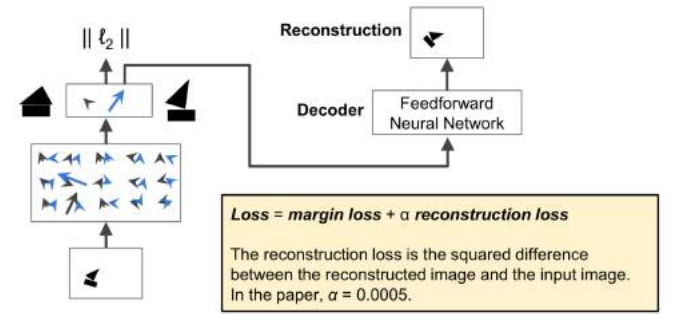 || ℓ₂ ||
Reconstruction
Decoder
Feedforward
Neural Network
Loss = margin loss + α reconstruction loss
The reconstruction loss is the squared difference
between the reconstructed image and the input image.
In the paper, α = 0.0005.